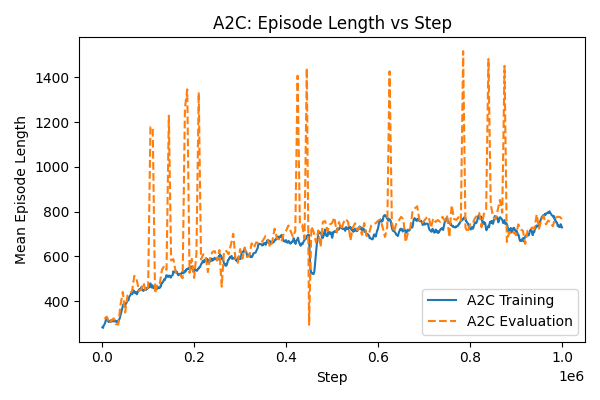 A2C: Episode Length vs Step
Mean Episode Length
1400
1200
1000
800
600
400
0.0 0.2 0.4 0.6 0.8 1.0
1e6
Step
A2C Training
A2C Evaluation